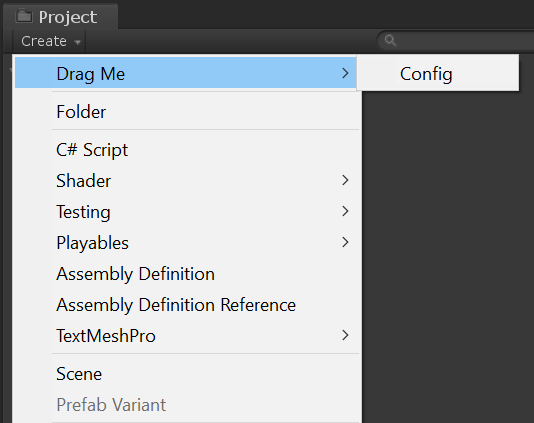 Project
Create
Drag Me
Config
Folder
C# Script
Shader
Testing
Playables
Assembly Definition
Assembly Definition Reference
TextMeshPro
Scene
Prefab Variant